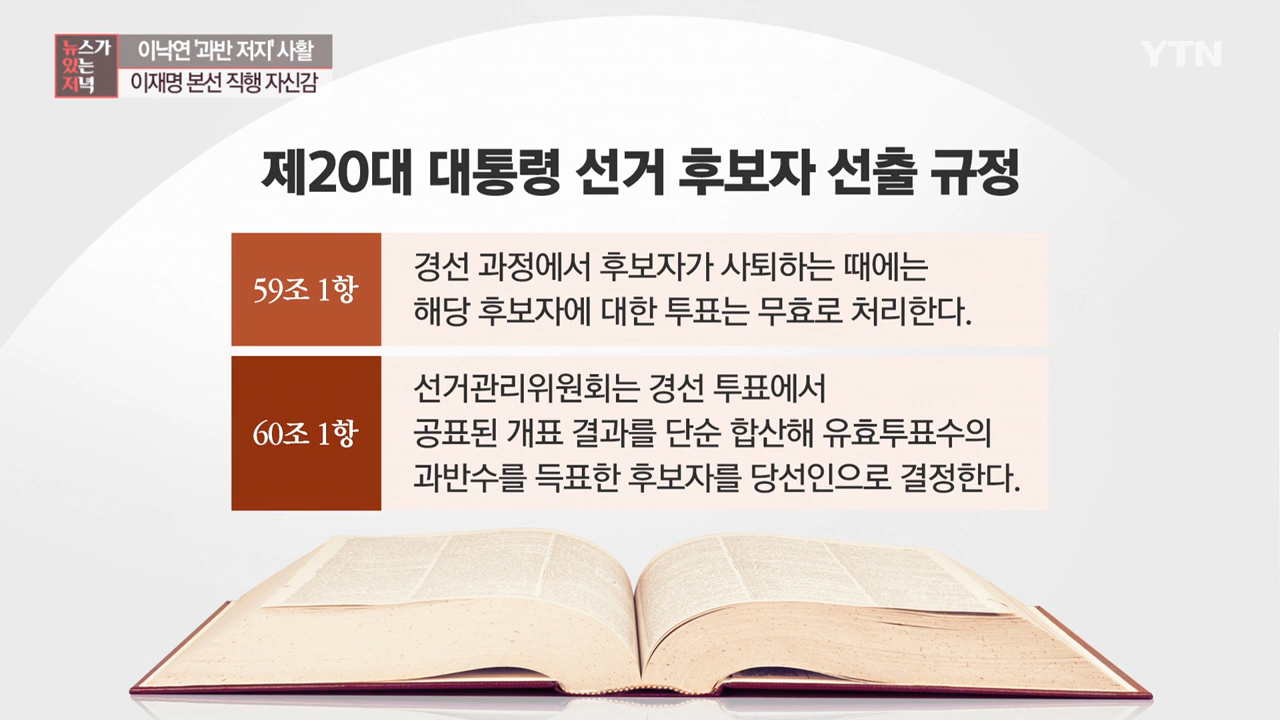 뉴스가
있는
저녁
이낙연 '과반 저지' 사활
이재명 본선 직행 자신감
YTN
제20대 대통령 선거 후보자 선출 규정
59조 1항
경선 과정에서 후보자가 사퇴하는 때에는
해당 후보자에 대한 투표는 무효로 처리한다.
60조 1항
선거관리위원회는 경선 투표에서
공표된 개표 결과를 단순 합산해 유효투표수의
과반수를 득표한 후보자를 당선인으로 결정한다.